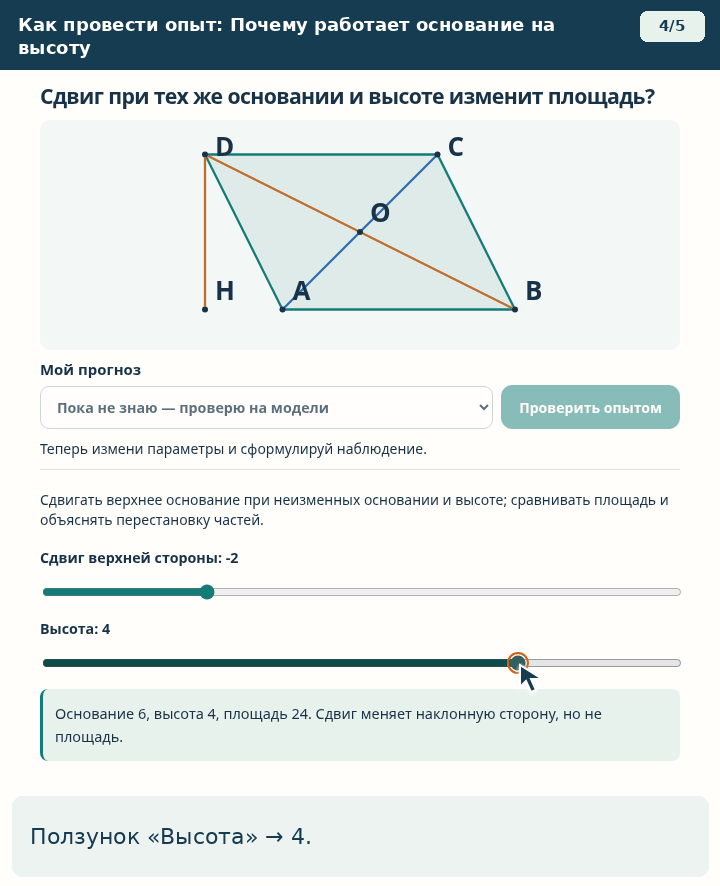 Как провести опыт: Почему работает основание на
высоту
4/5
Сдвиг при тех же основании и высоте изменит площадь?
D
C
O
H
A
B
Мой прогноз
Пока не знаю — проверю на модели
Проверить опытом
Теперь измени параметры и сформулируй наблюдение.
Сдвигать верхнее основание при неизменных основании и высоте; сравнивать площадь и
объяснять перестановку частей.
Сдвиг верхней стороны: -2
Высота: 4
Основание 6, высота 4, площадь 24. Сдвиг меняет наклонную сторону, но не
площадь.
Ползунок «Высота» → 4.